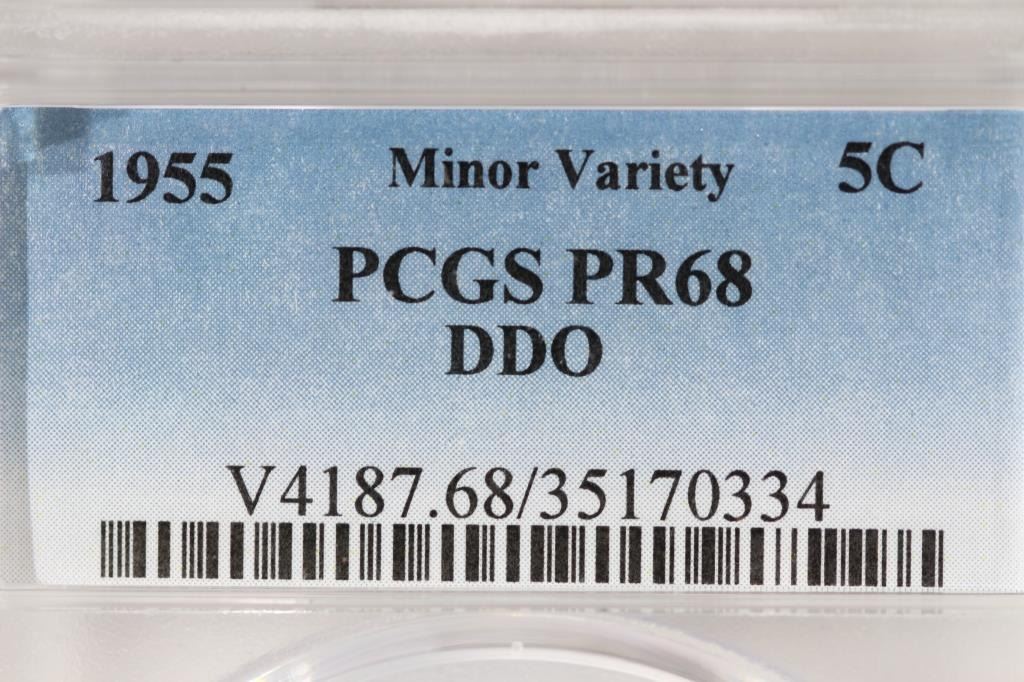 1955 Minor Variety 5C
PCGS PR68
DDO
V4187.68/35170334